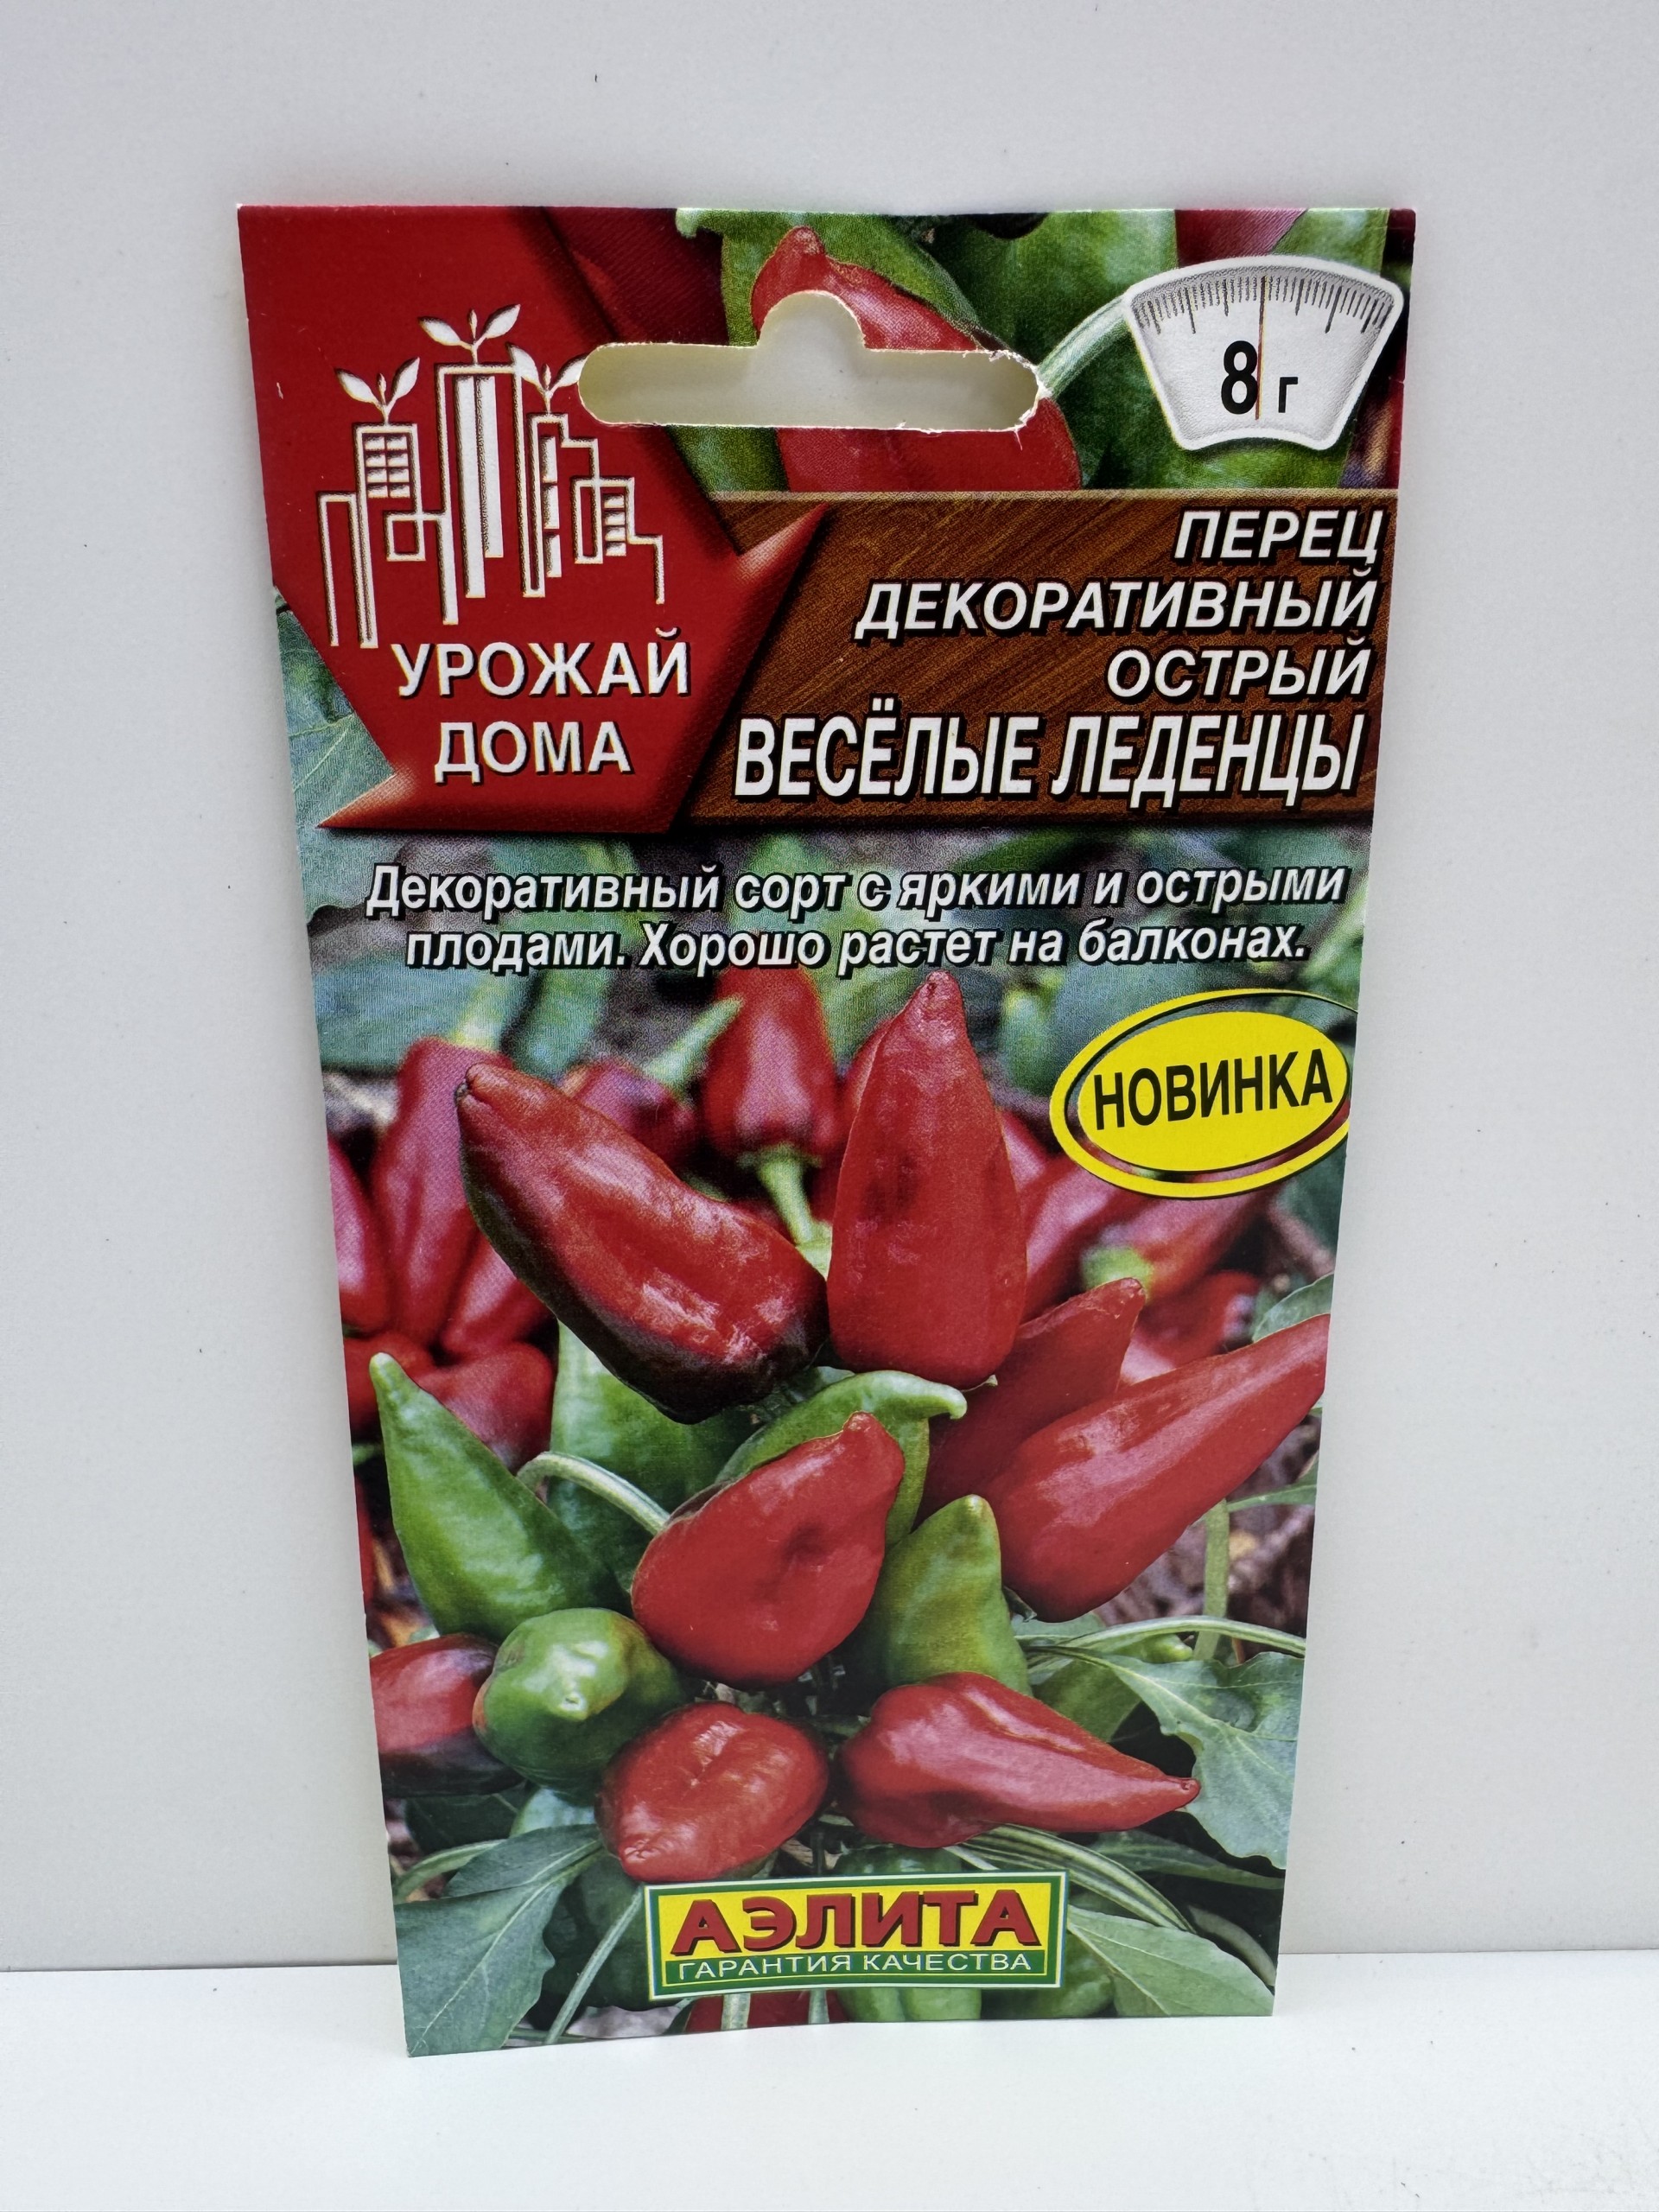 8 г
УРОЖАЙ
ДОМА
ПЕРЕЦ
ДЕКОРАТИВНЫЙ
ОСТРЫЙ
ВЕСЁЛЫЕ ЛЕДЕНЦЫ
Декоративный сорт с яркими и острыми
плодами. Хорошо растет на балконах.
НОВИНКА
АЭЛИТА
ГАРАНТИЯ КАЧЕСТВА